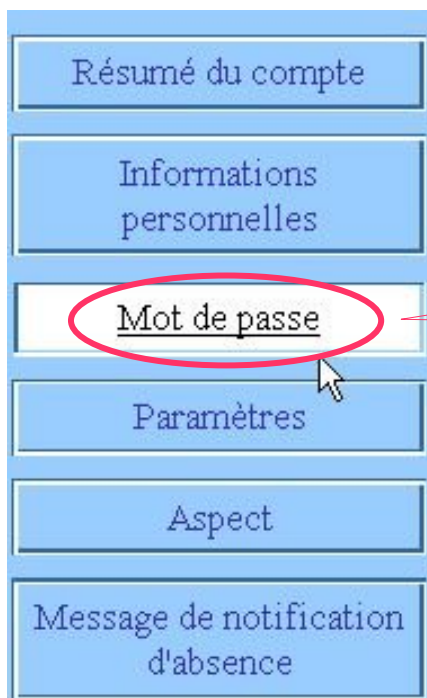 Résumé du compte
Informations
personnelles
Mot de passe
Paramètres
Aspect
Message de notification
d'absence